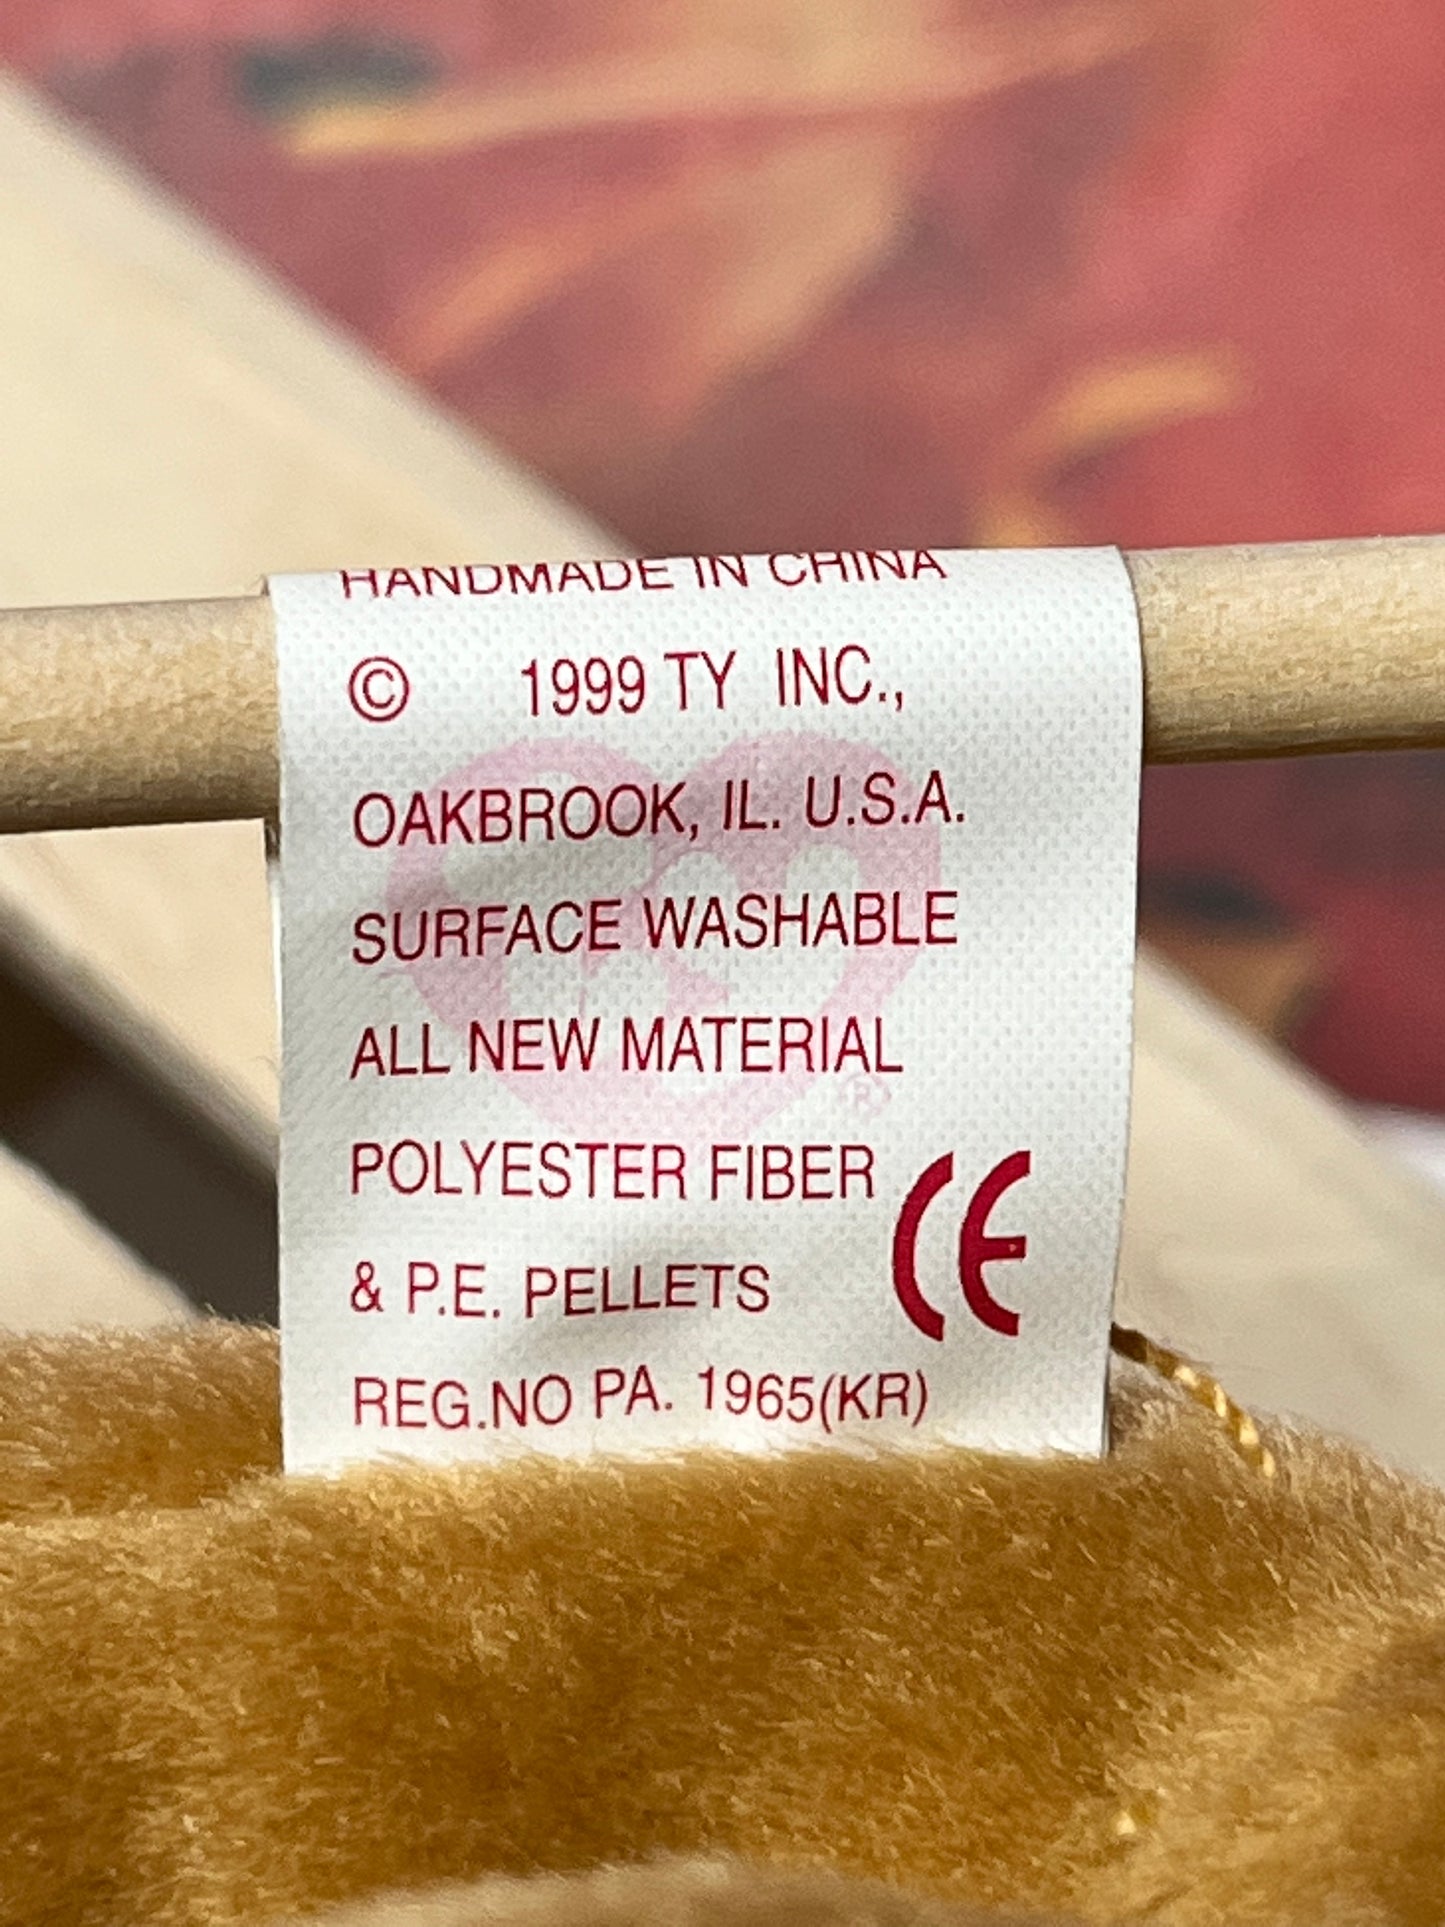 HANDMADE IN CHINA
© 1999 TY INC.,
OAKBROOK, IL. U.S.A.
SURFACE WASHABLE
ALL NEW MATERIAL
POLYESTER FIBER
& P.E. PELLETS
CE
REG.NO PA. 1965(KR)
ty
®